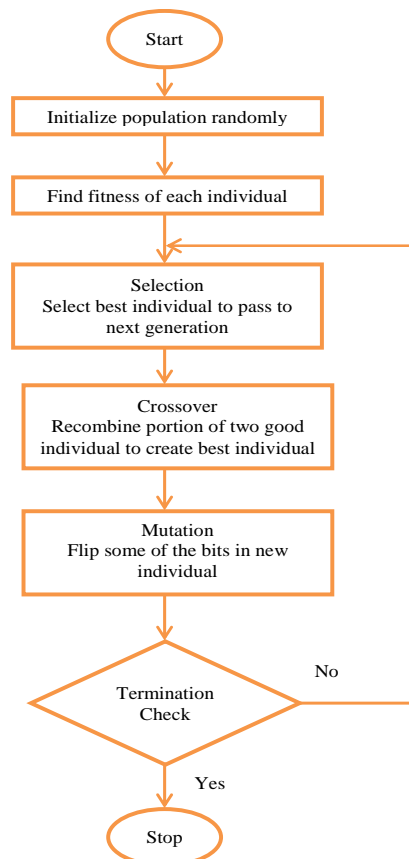 Start
Initialize population randomly
Find fitness of each individual
Selection
Select best individual to pass to
next generation
Crossover
Recombine portion of two good
individual to create best individual
Mutation
Flip some of the bits in new
individual
Termination
Check
No
Yes
Stop